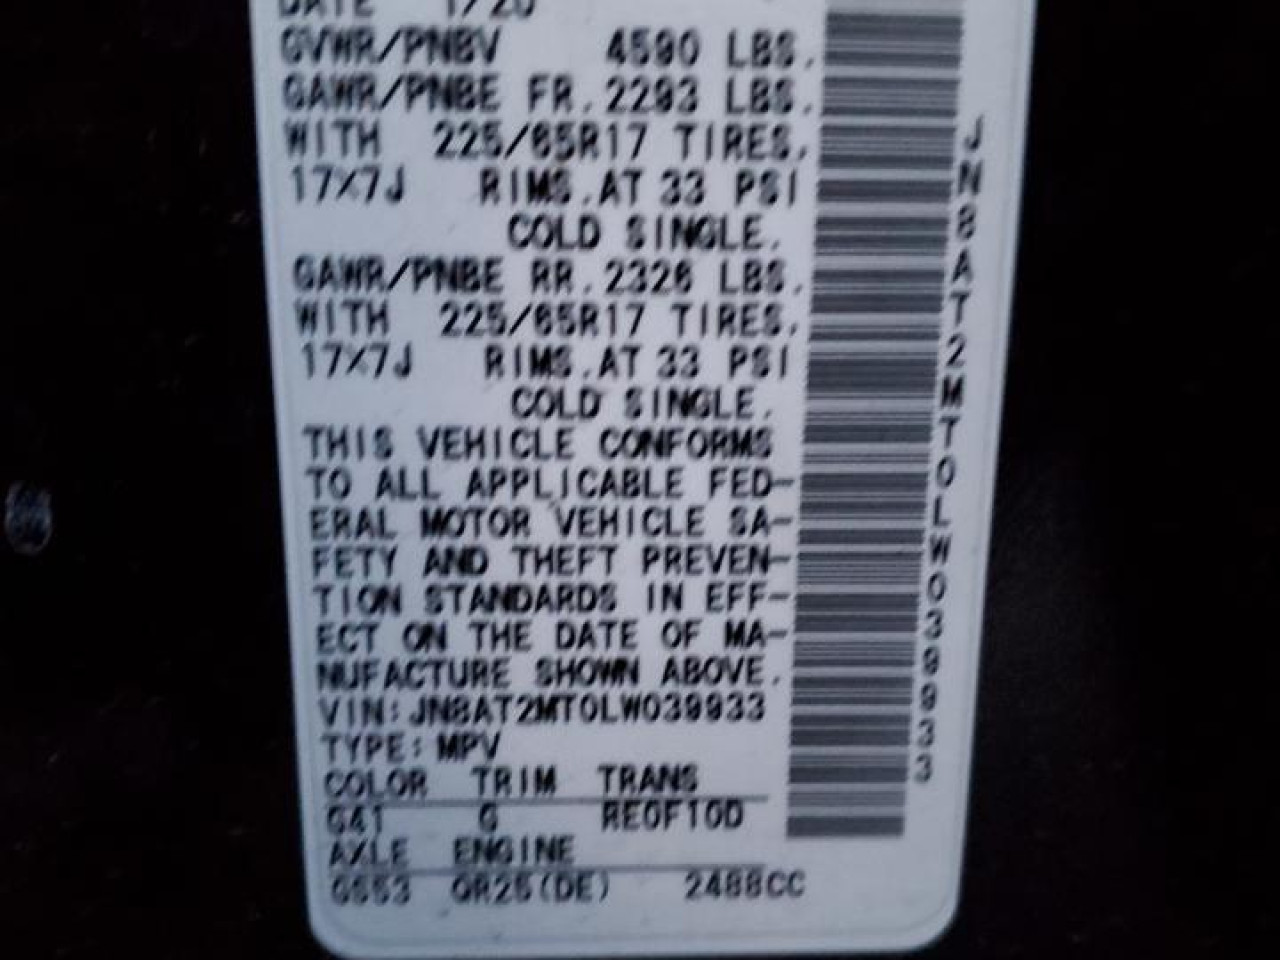 DATE 1/20
GVWR/PNBV 4590 LBS.
GAWR/PNBE FR. 2293 LBS.
WITH 225/65R17 TIRES,
17X7J RIMS. AT 33 PSI
COLD SINGLE.
GAWR/PNBE RR. 2326 LBS.
WITH 225/65R17 TIRES,
17X7J RIMS. AT 33 PSI
COLD SINGLE.
THIS VEHICLE CONFORMS
TO ALL APPLICABLE FED-
ERAL MOTOR VEHICLE SA-
FETY AND THEFT PREVEN-
TION STANDARDS IN EFF-
ECT ON THE DATE OF MA-
NUFACTURE SHOWN ABOVE.
VIN: JN8AT2MT0LW039933
TYPE: MPV
COLOR TRIM TRANS
G41 G RE0F10D
AXLE ENGINE
GS53 QR25(DE) 2488CC
JN8AT2MT0LW039933